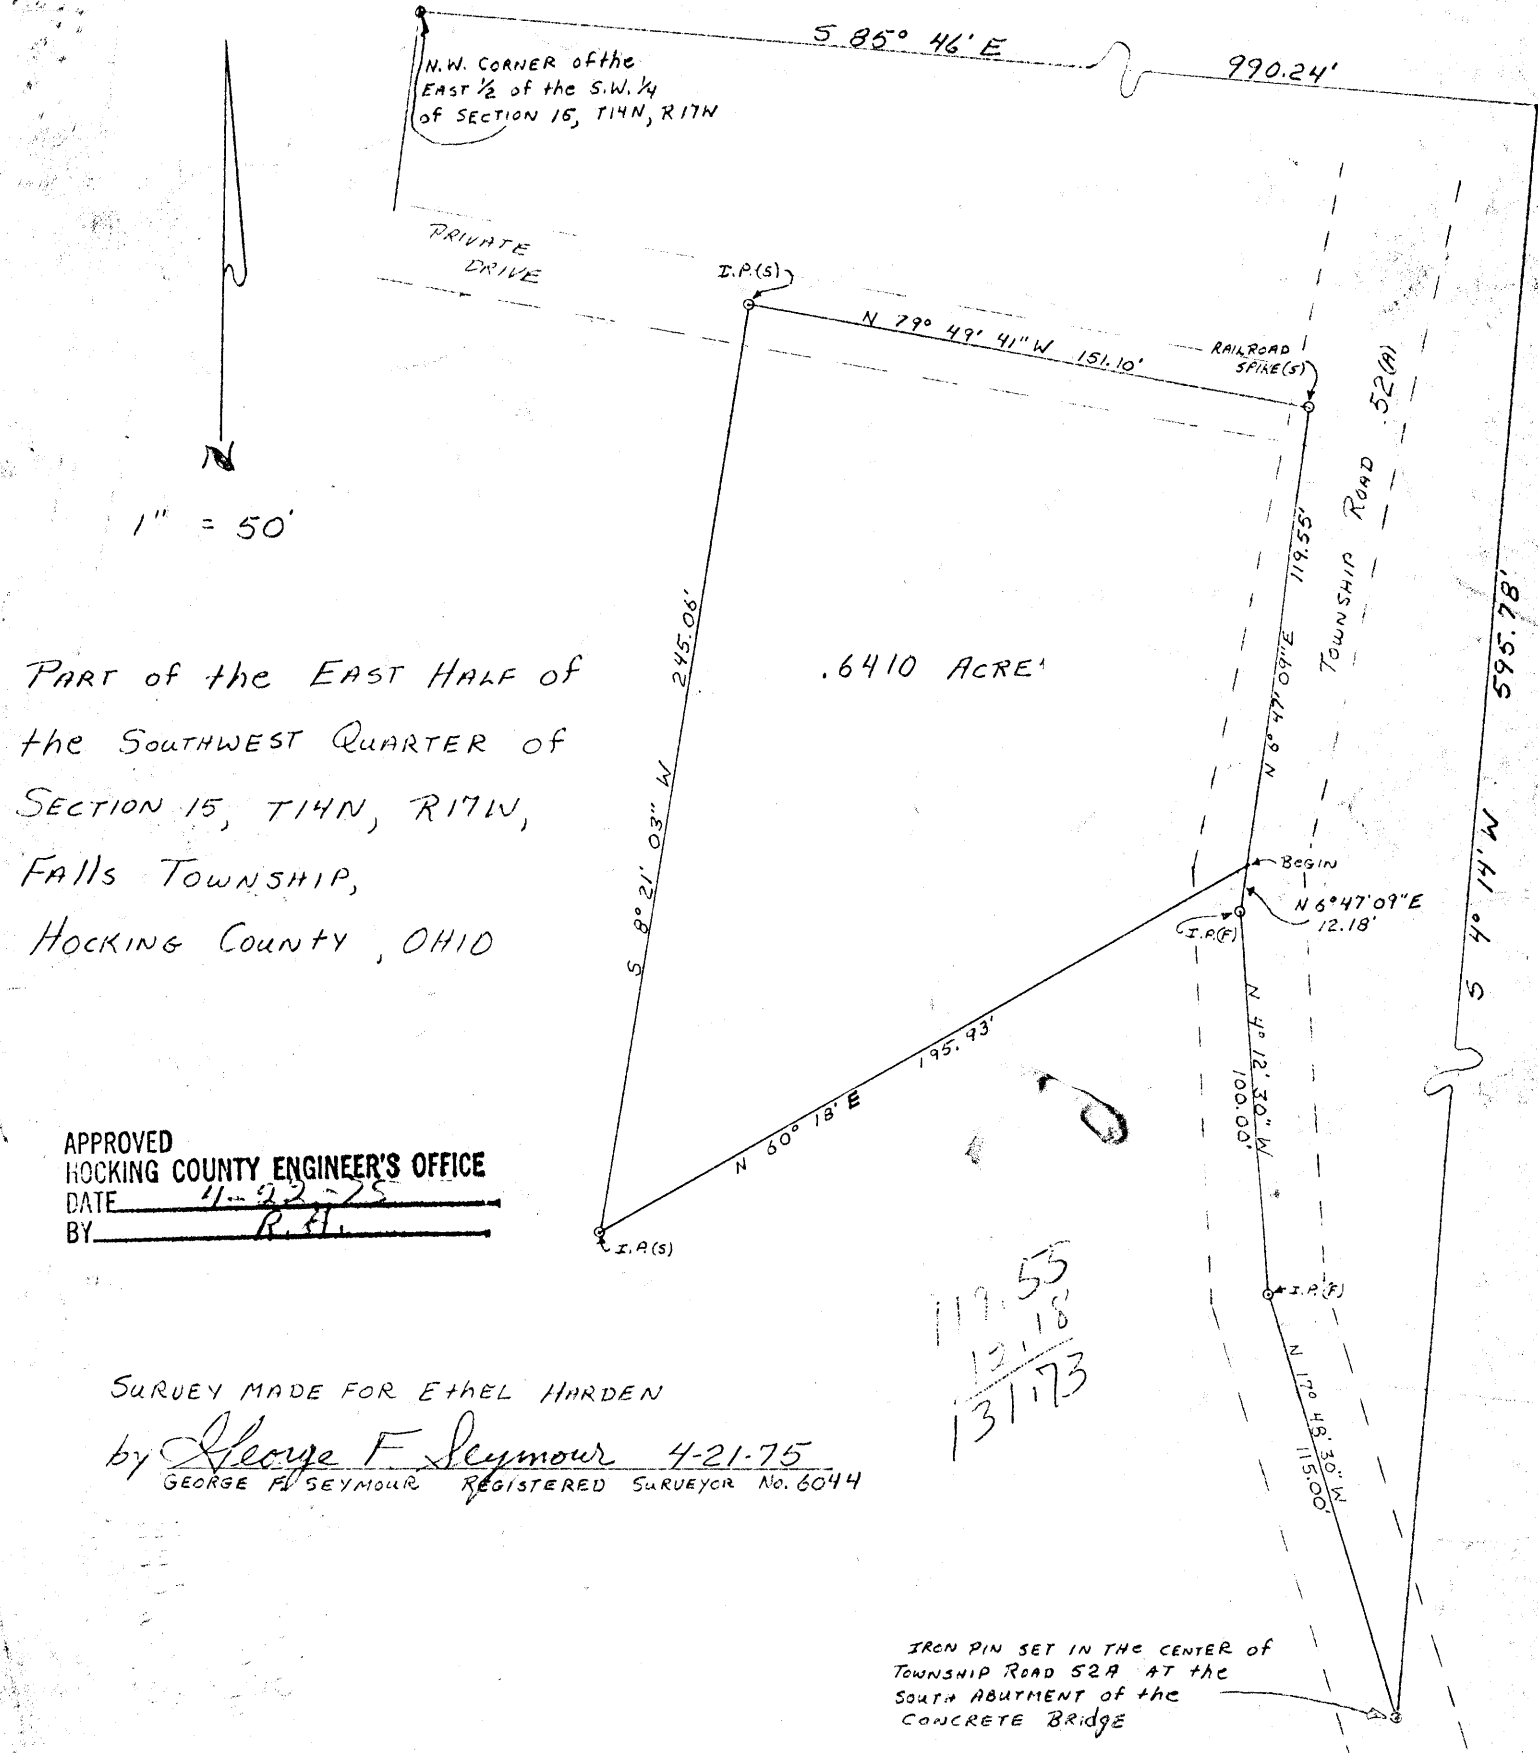 S 85° 46' E
990.24'
N.W. CORNER of the
EAST ½ of the S.W. ¼
of SECTION 15, T14N, R17W
PRIVATE
DRIVE
I.P.(S)
N 79° 49' 41" W 151.10'
RAILROAD
SPIKE(S)
TOWNSHIP ROAD 52(A)
N
1" = 50'
119.55'
N 6° 47' 09" E
595.78'
S 4° 14' W
245.06'
S 8° 21' 03" W
.6410 ACRE
PART of the EAST HALF of
the SOUTHWEST QUARTER of
SECTION 15, T14N, R17W,
FAlls TOWNSHIP,
HOCKING COUNTY, OHIO
BEGIN
N 6° 47' 09" E
12.18'
I.P.(F)
N 4° 12' 30" W
100.00'
195.93'
N 60° 18' E
APPROVED
HOCKING COUNTY ENGINEER'S OFFICE
DATE 4-22-75
BY R.H.
I.P.(S)
I.P.(F)
119.55
12.18
131.73
N 17° 48' 30" W
115.00'
SURVEY MADE FOR EthEL HARDEN
by George F. Seymour 4-21-75
GEORGE F. SEYMOUR REGISTERED SURVEYOR No. 6044
IRON PIN SET IN THE CENTER of
TOWNSHIP ROAD 52A AT the
SOUTH ABUTMENT of the
CONCRETE BRidgE